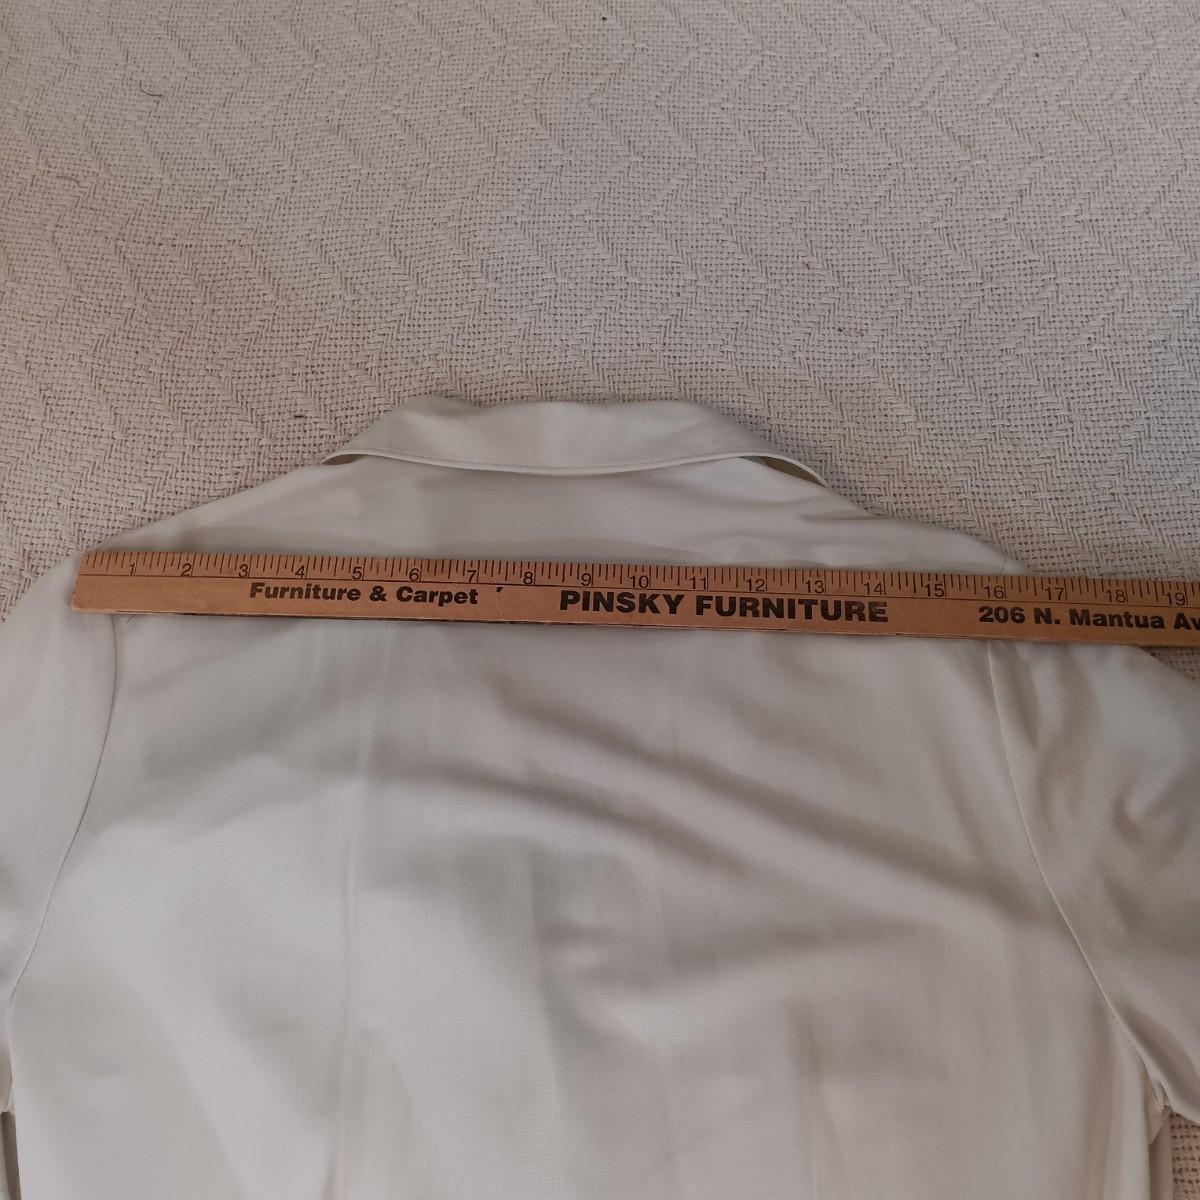 1 2 3 4 5 6 7 8 9 10 11 12 13 14 15 16 17 18 19
Furniture & Carpet PINSKY FURNITURE 206 N. Mantua Av